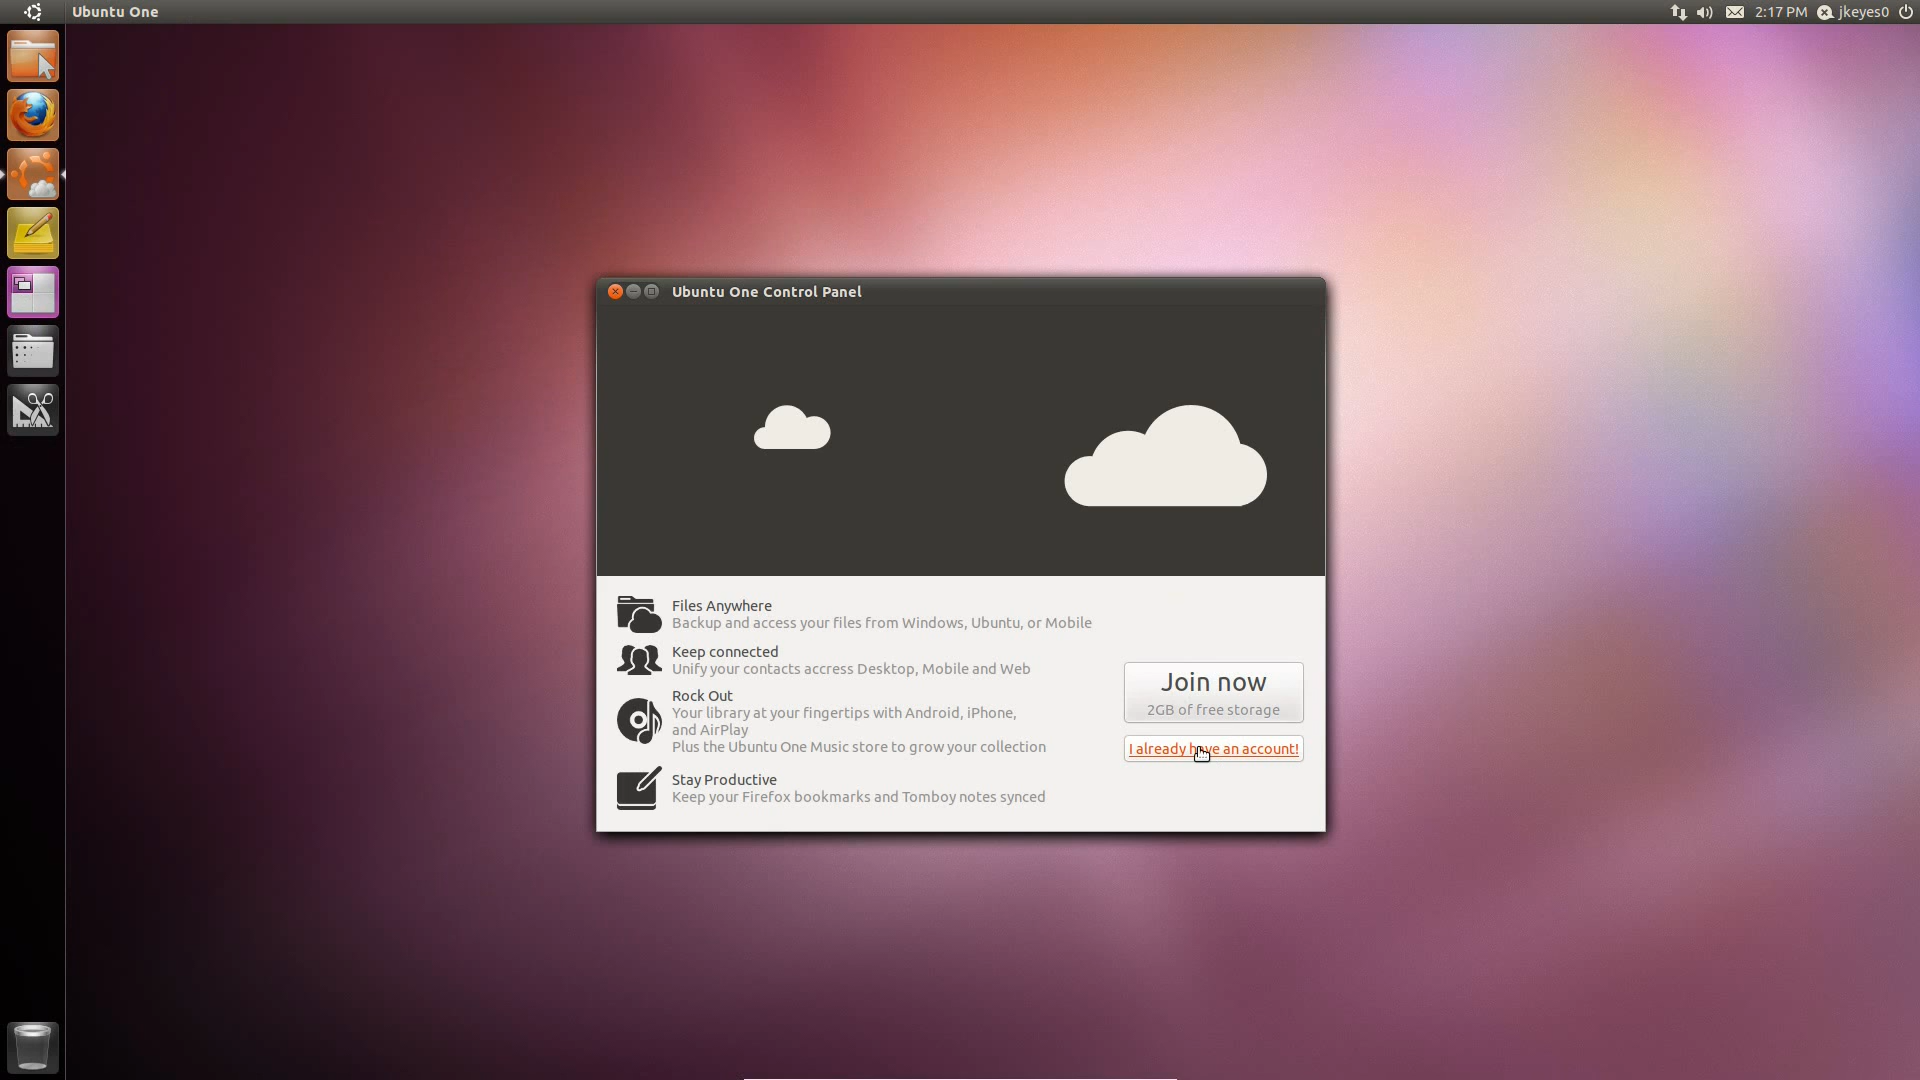 Ubuntu One
2:17 PM
jkeyes0
Ubuntu One Control Panel
Files Anywhere
Backup and access your files from Windows, Ubuntu, or Mobile
Keep connected
Unify your contacts accress Desktop, Mobile and Web
Rock Out
Your library at your fingertips with Android, iPhone,
and AirPlay
Plus the Ubuntu One Music store to grow your collection
Stay Productive
Keep your Firefox bookmarks and Tomboy notes synced
Join now
2GB of free storage
I already have an account!